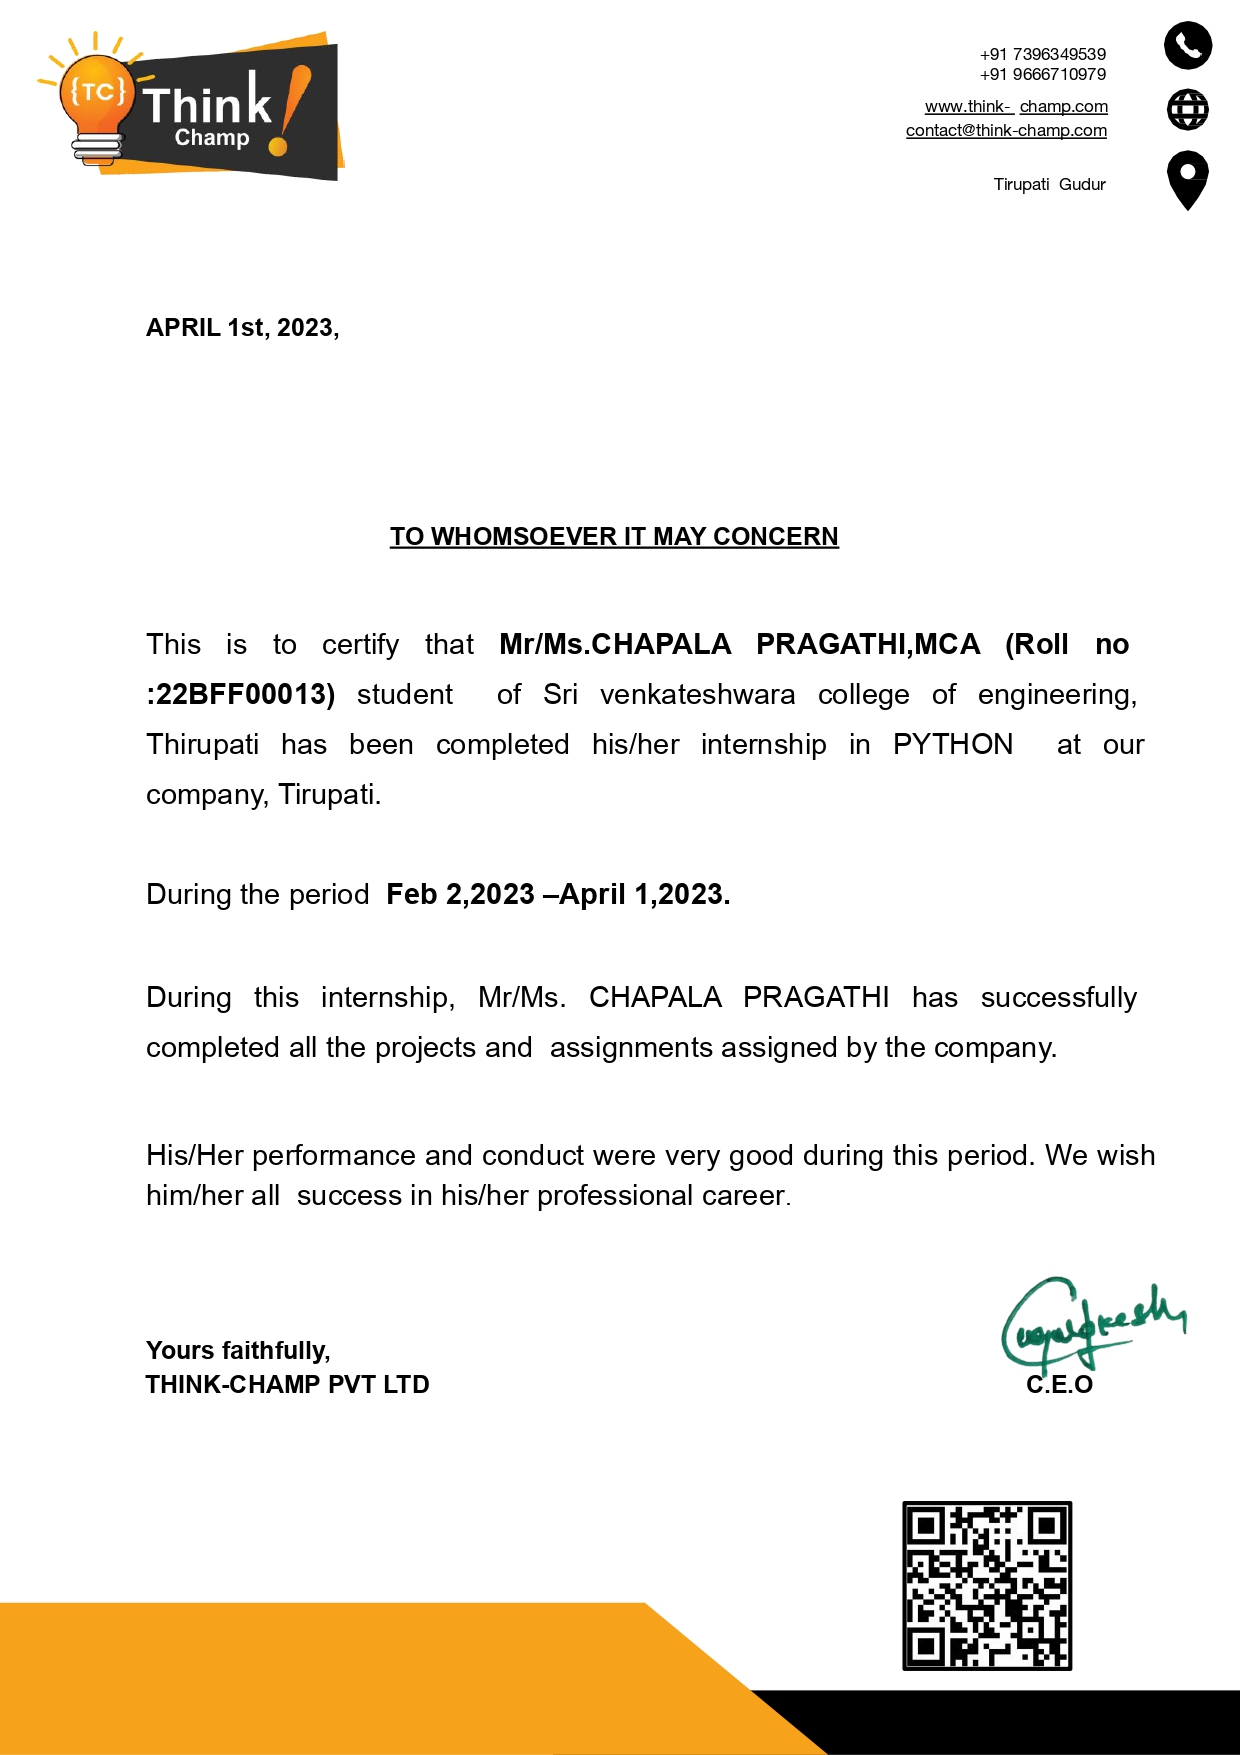 {TC} Think!
Champ
+91 7396349539
+91 9666710979
www.think- champ.com
contact@think-champ.com
Tirupati Gudur
APRIL 1st, 2023,
TO WHOMSOEVER IT MAY CONCERN
This is to certify that Mr/Ms.CHAPALA PRAGATHI,MCA (Roll no
:22BFF00013) student of Sri venkateshwara college of engineering,
Thirupati has been completed his/her internship in PYTHON at our
company, Tirupati.
During the period Feb 2,2023 –April 1,2023.
During this internship, Mr/Ms. CHAPALA PRAGATHI has successfully
completed all the projects and assignments assigned by the company.
His/Her performance and conduct were very good during this period. We wish
him/her all success in his/her professional career.
Yours faithfully,
THINK-CHAMP PVT LTD
C.E.O